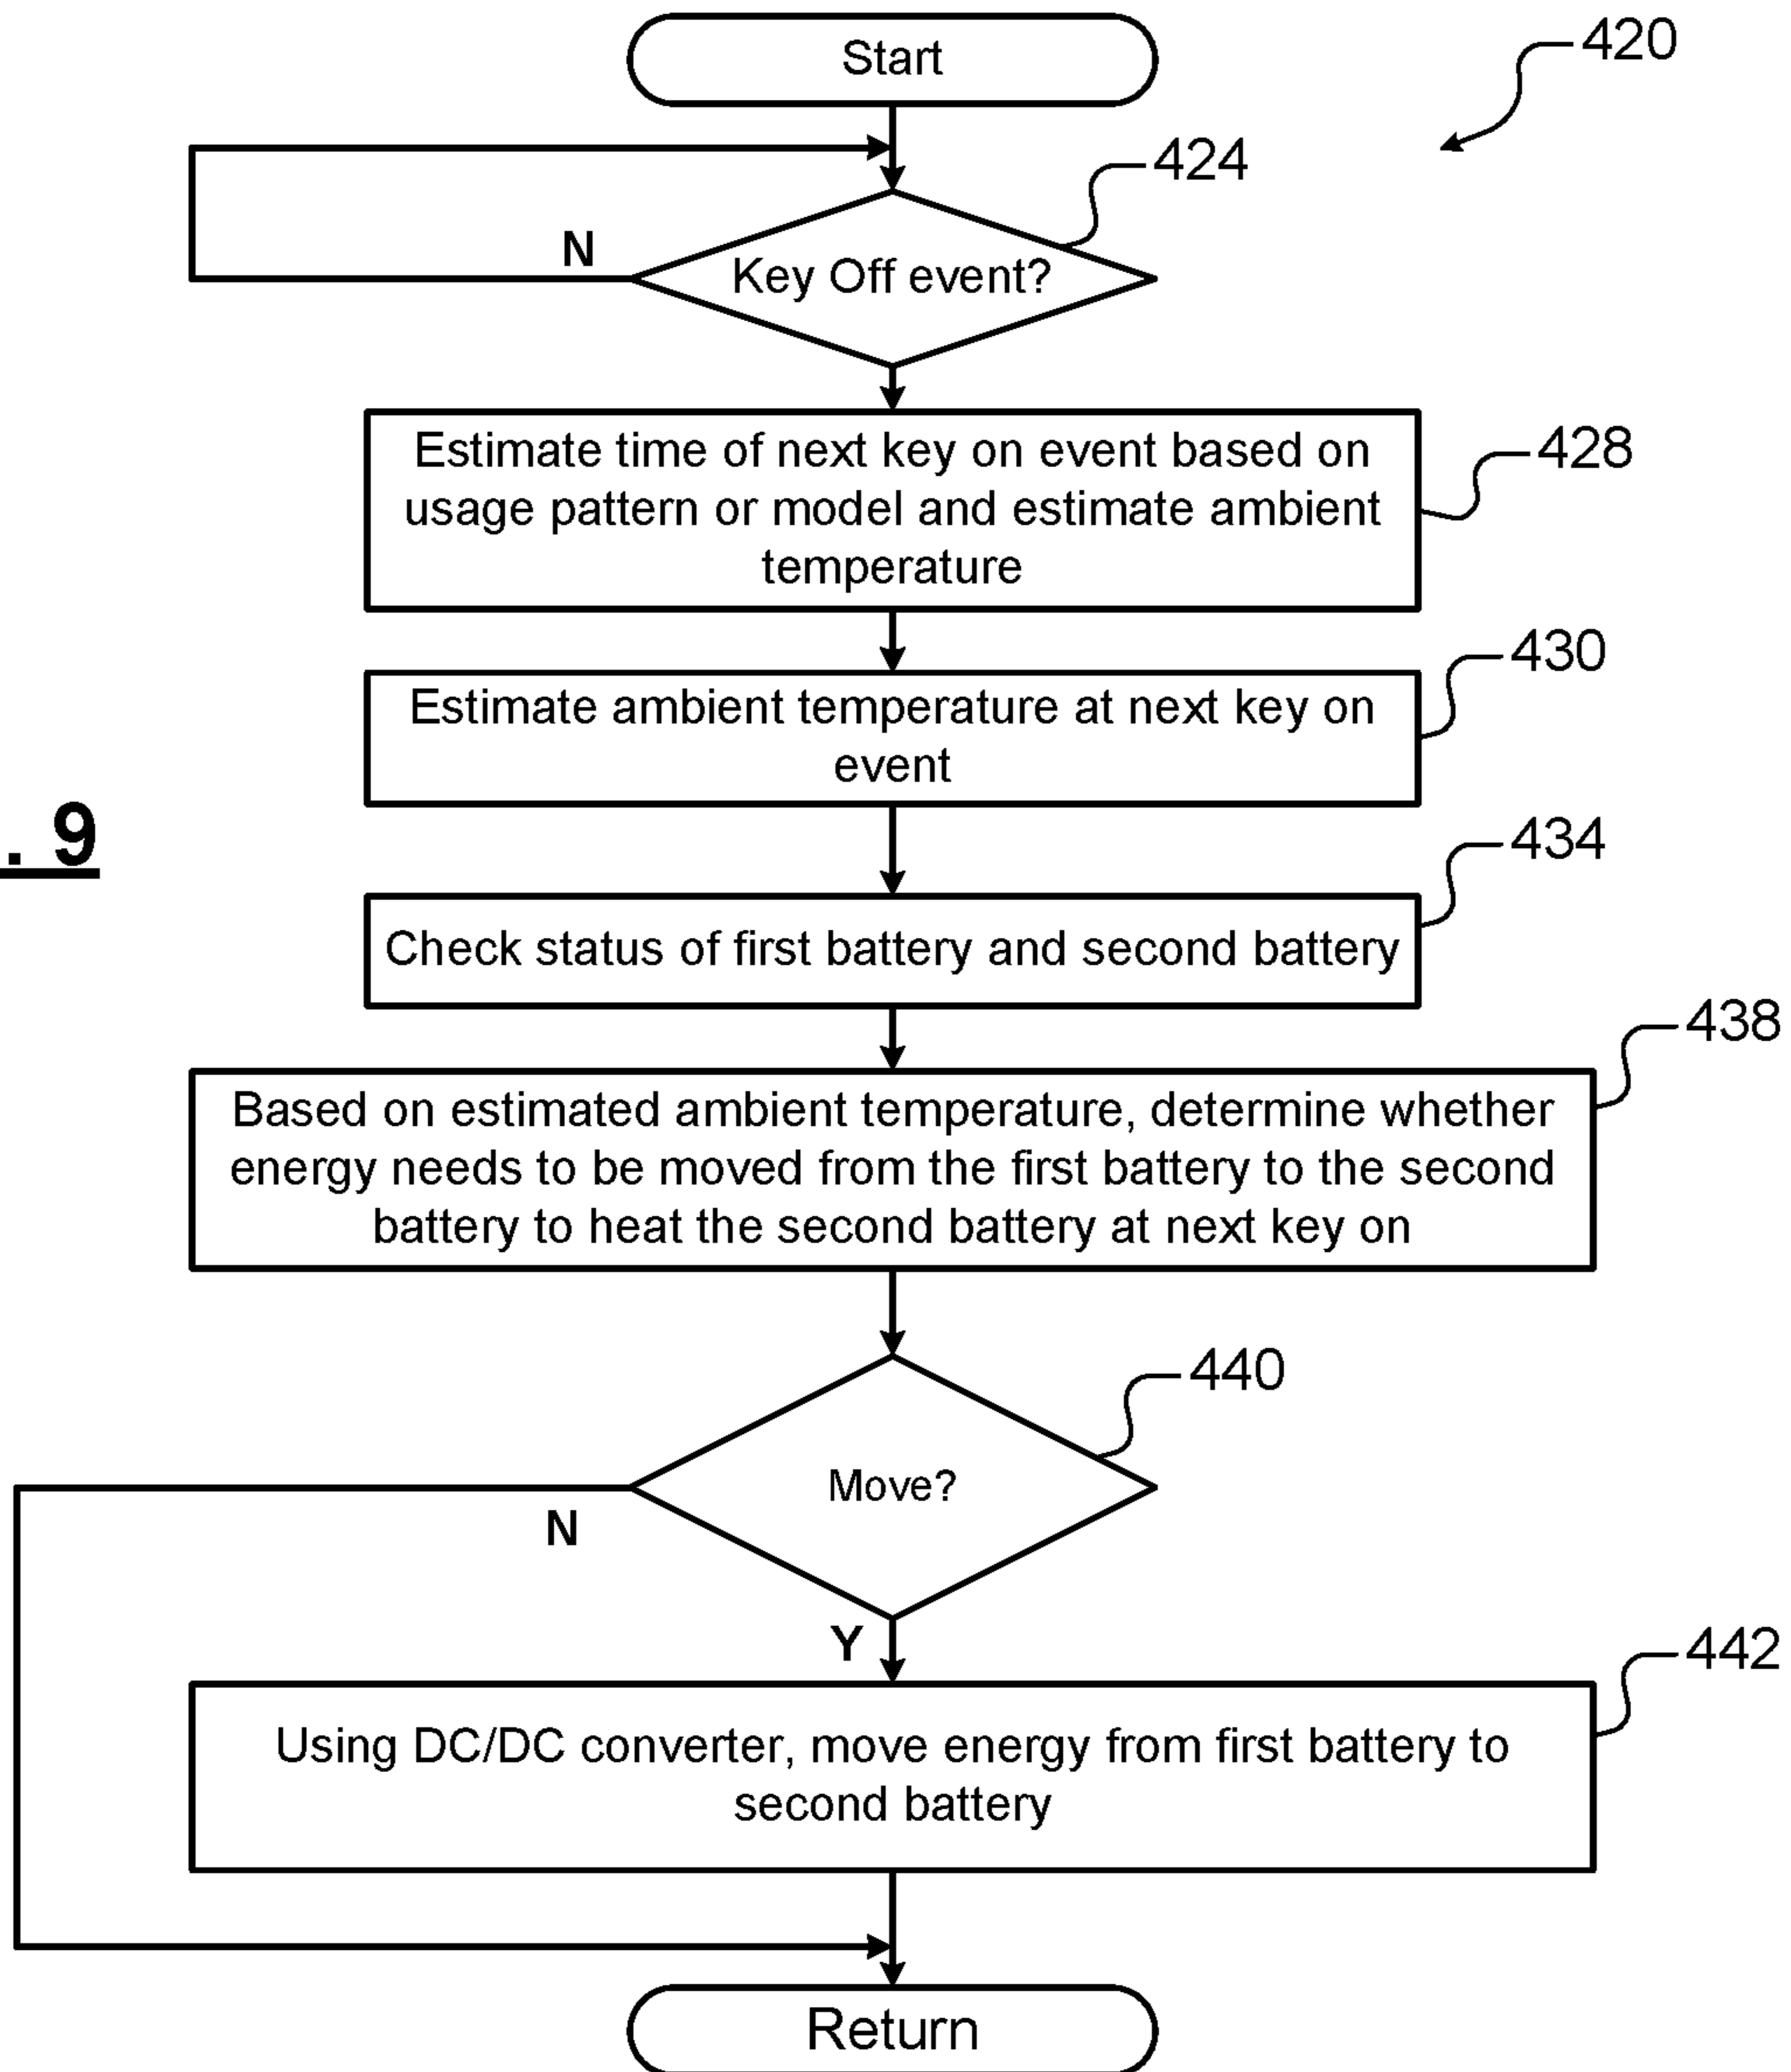 Start
420
424
N
Key Off event?
Estimate time of next key on event based on
usage pattern or model and estimate ambient
temperature
428
430
Estimate ambient temperature at next key on
event
. 9
434
Check status of first battery and second battery
438
Based on estimated ambient temperature, determine whether
energy needs to be moved from the first battery to the second
battery to heat the second battery at next key on
440
Move?
N
Y
442
Using DC/DC converter, move energy from first battery to
second battery
Return